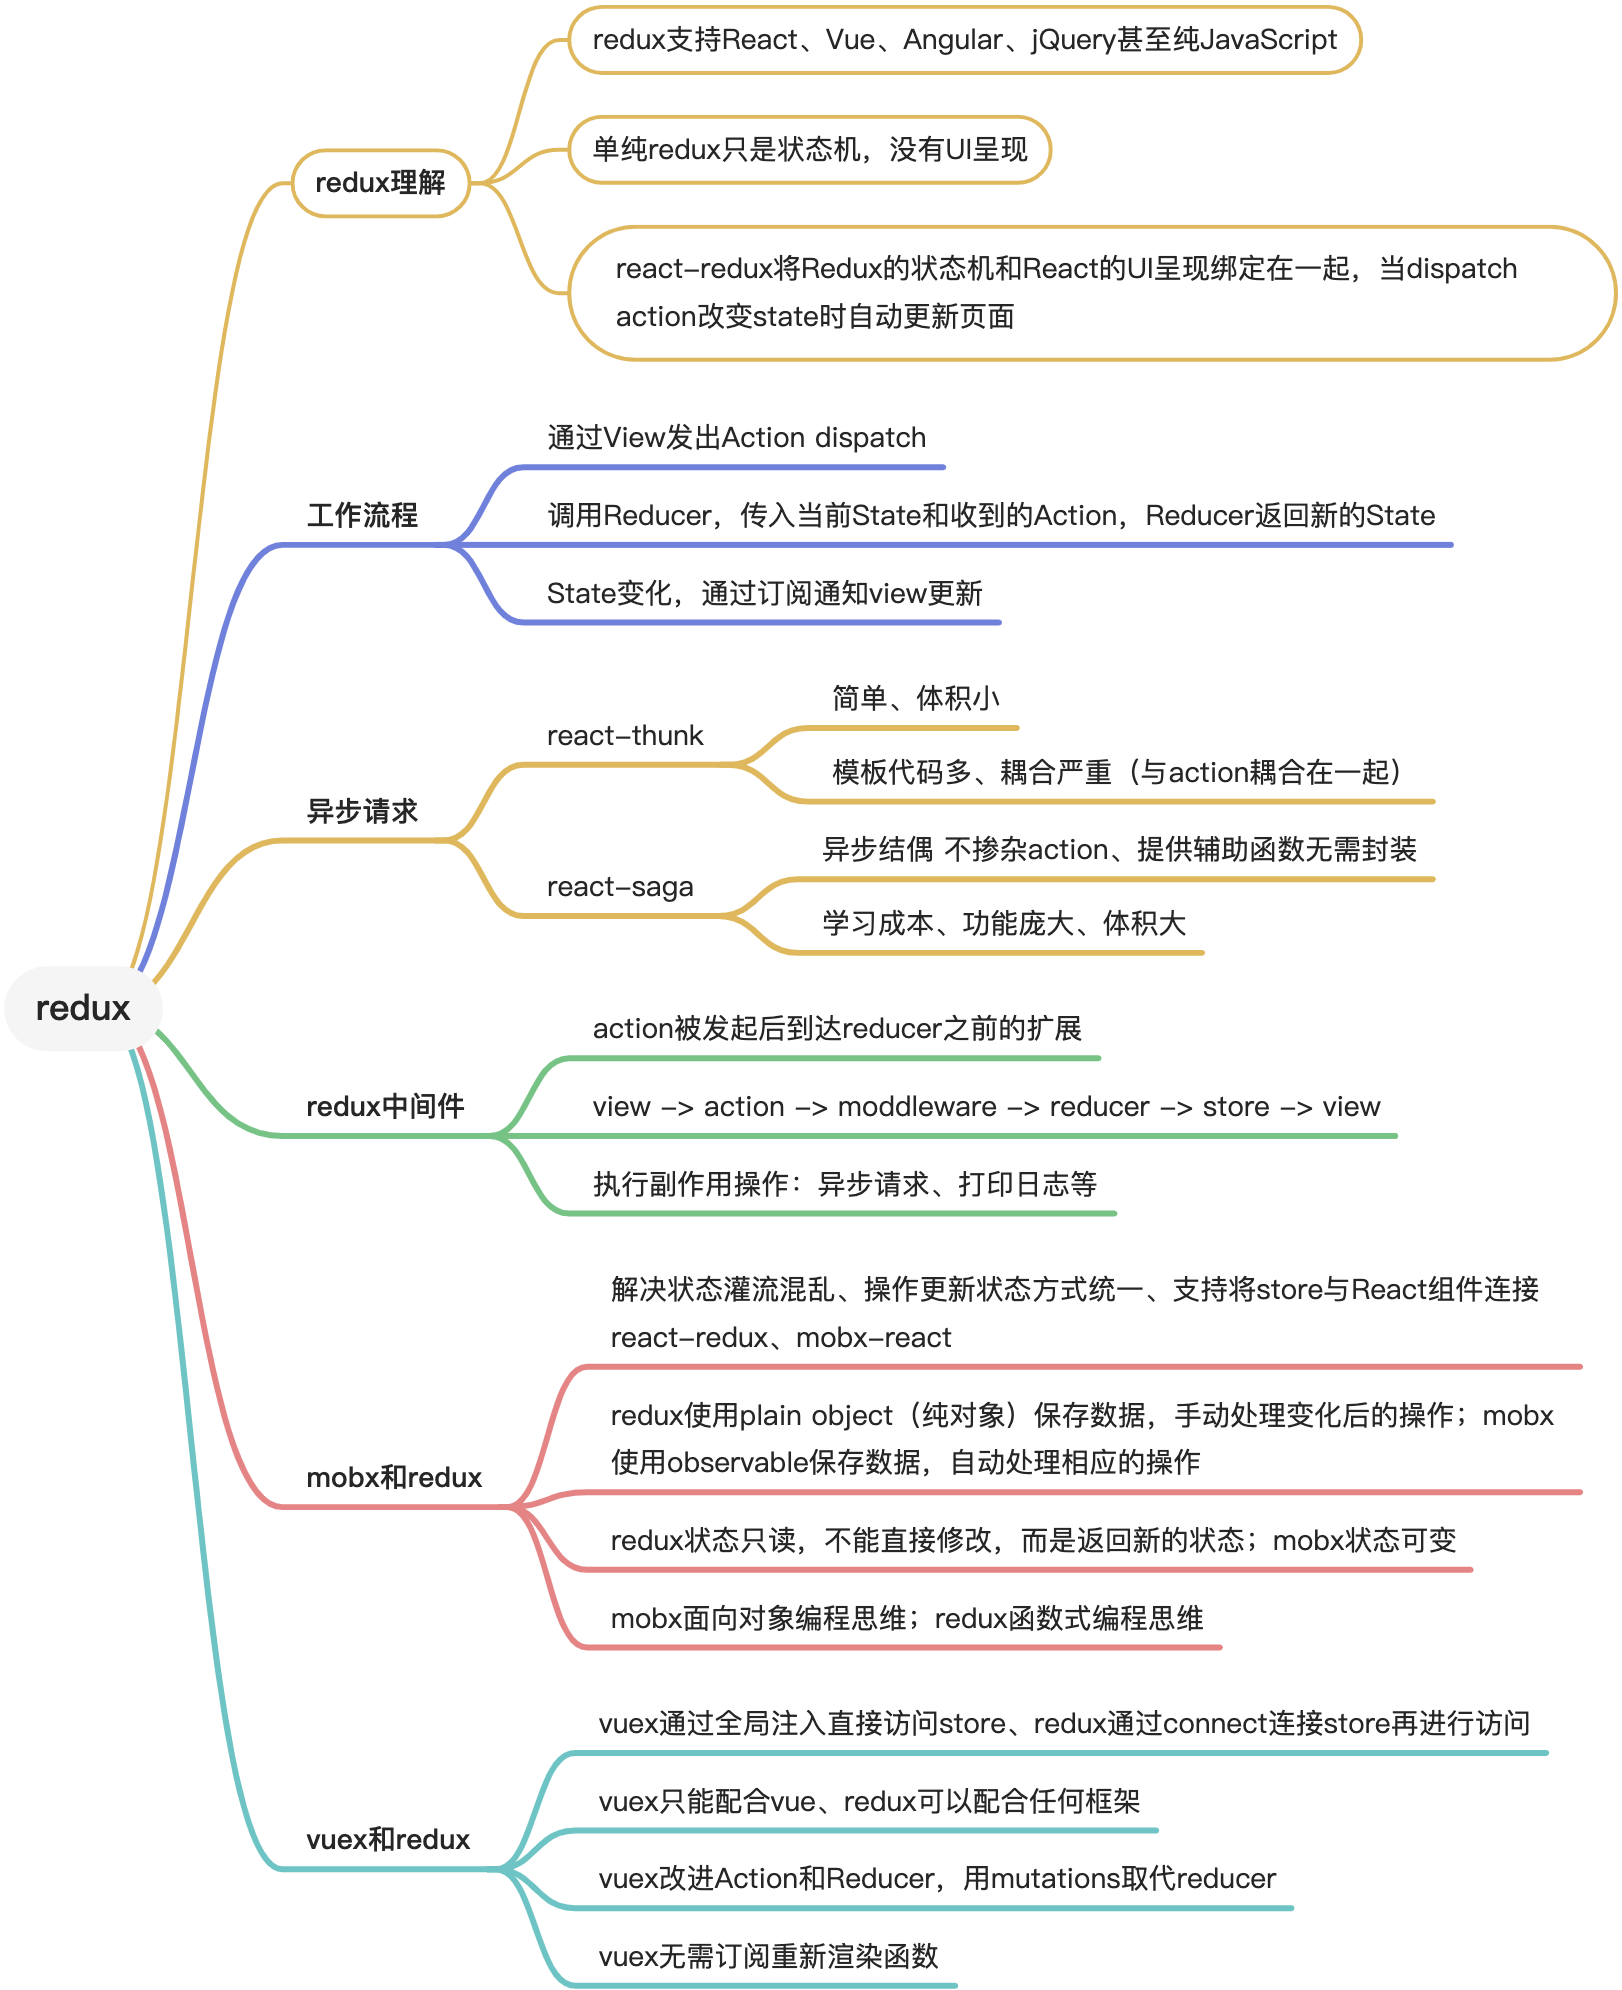 redux
redux理解
redux支持React、Vue、Angular、jQuery甚至纯JavaScript
单纯redux只是状态机，没有UI呈现
react-redux将Redux的状态机和React的UI呈现绑定在一起，当dispatch
action改变state时自动更新页面
工作流程
通过View发出Action dispatch
调用Reducer，传入当前State和收到的Action，Reducer返回新的State
State变化，通过订阅通知view更新
异步请求
react-thunk
简单、体积小
模板代码多、耦合严重（与action耦合在一起）
react-saga
异步结偶 不掺杂action、提供辅助函数无需封装
学习成本、功能庞大、体积大
redux中间件
action被发起后到达reducer之前的扩展
view -> action -> moddleware -> reducer -> store -> view
执行副作用操作：异步请求、打印日志等
mobx和redux
解决状态灌流混乱、操作更新状态方式统一、支持将store与React组件连接
react-redux、mobx-react
redux使用plain object（纯对象）保存数据，手动处理变化后的操作；mobx
使用observable保存数据，自动处理相应的操作
redux状态只读，不能直接修改，而是返回新的状态；mobx状态可变
mobx面向对象编程思维；redux函数式编程思维
vuex和redux
vuex通过全局注入直接访问store、redux通过connect连接store再进行访问
vuex只能配合vue、redux可以配合任何框架
vuex改进Action和Reducer，用mutations取代reducer
vuex无需订阅重新渲染函数